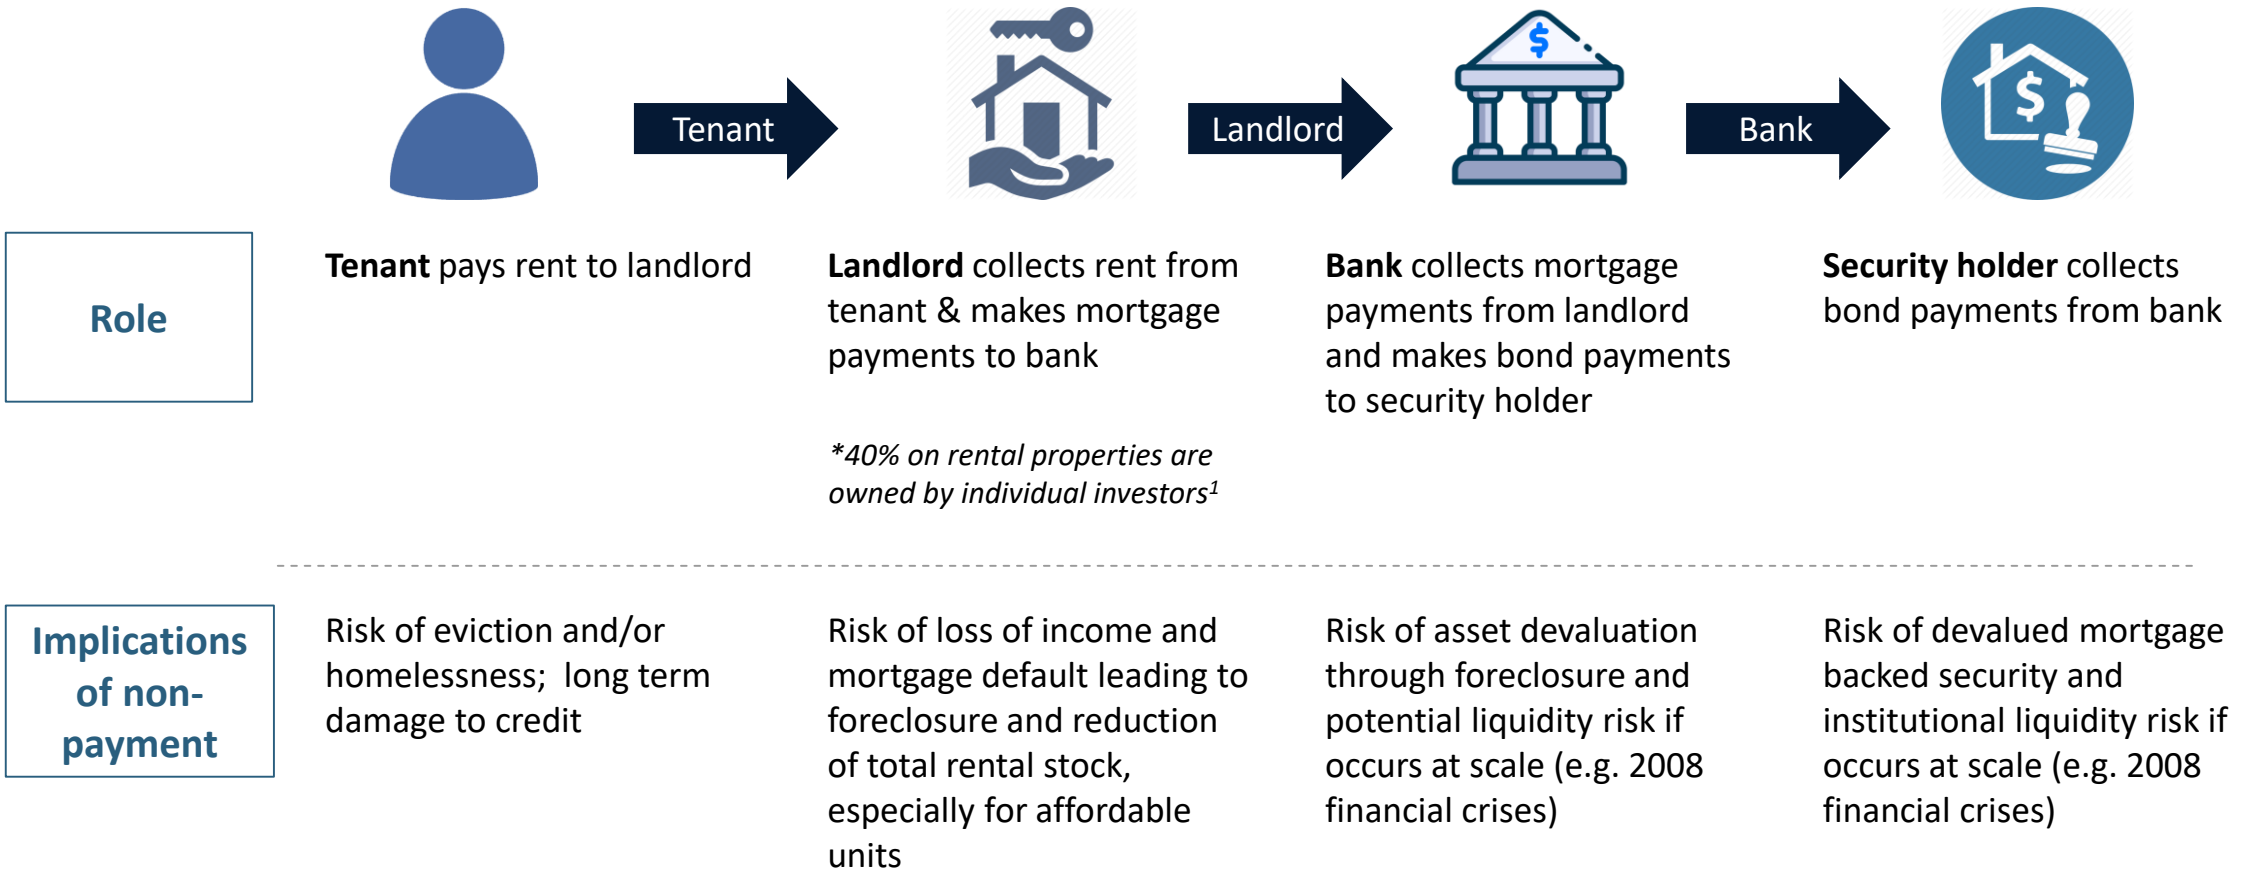 Tenant
Landlord
Bank
$
$
Role
Tenant pays rent to landlord
Landlord collects rent from
tenant & makes mortgage
payments to bank
*40% on rental properties are
owned by individual investors1
Bank collects mortgage
payments from landlord
and makes bond payments
to security holder
Security holder collects
bond payments from bank
Implications
of non-
payment
Risk of eviction and/or
homelessness;  long term
damage to credit
Risk of loss of income and
mortgage default leading to
foreclosure and reduction
of total rental stock,
especially for affordable
units
Risk of asset devaluation
through foreclosure and
potential liquidity risk if
occurs at scale (e.g. 2008
financial crises)
Risk of devalued mortgage
backed security and
institutional liquidity risk if
occurs at scale (e.g. 2008
financial crises)